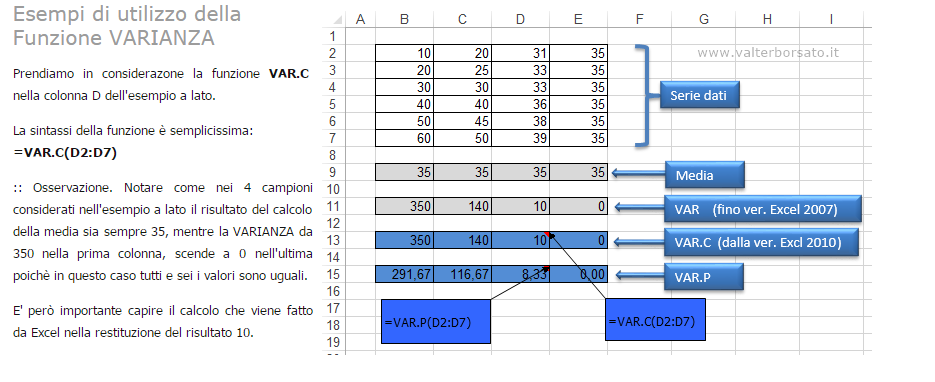 Esempi di utilizzo della
Funzione VARIANZA
Prendiamo in considerazone la funzione VAR.C
nella colonna D dell'esempio a lato.
La sintassi della funzione è semplicissima:
=VAR.C(D2:D7)
:: Osservazione. Notare come nei 4 campioni
considerati nell'esempio a lato il risultato del calcolo
della media sia sempre 35, mentre la VARIANZA da
350 nella prima colonna, scende a 0 nell'ultima
poichè in questo caso tutti e sei i valori sono uguali.
E' però importante capire il calcolo che viene fatto
da Excel nella restituzione del risultato 10.
A B C D E F G H I
1
2 10 20 31 35 www.valterborsato.it
3 20 25 33 35
4 30 30 33 35 Serie dati
5 40 40 36 35
6 50 45 38 35
7 60 50 39 35
8
9 35 35 35 35 Media
10
11 350 140 10 0 VAR (fino ver. Excel 2007)
12
13 350 140 10 0 VAR.C (dalla ver. Excl 2010)
14
15 291,67 116,67 8,33 0,00 VAR.P
16
17
18 =VAR.P(D2:D7) =VAR.C(D2:D7)
19